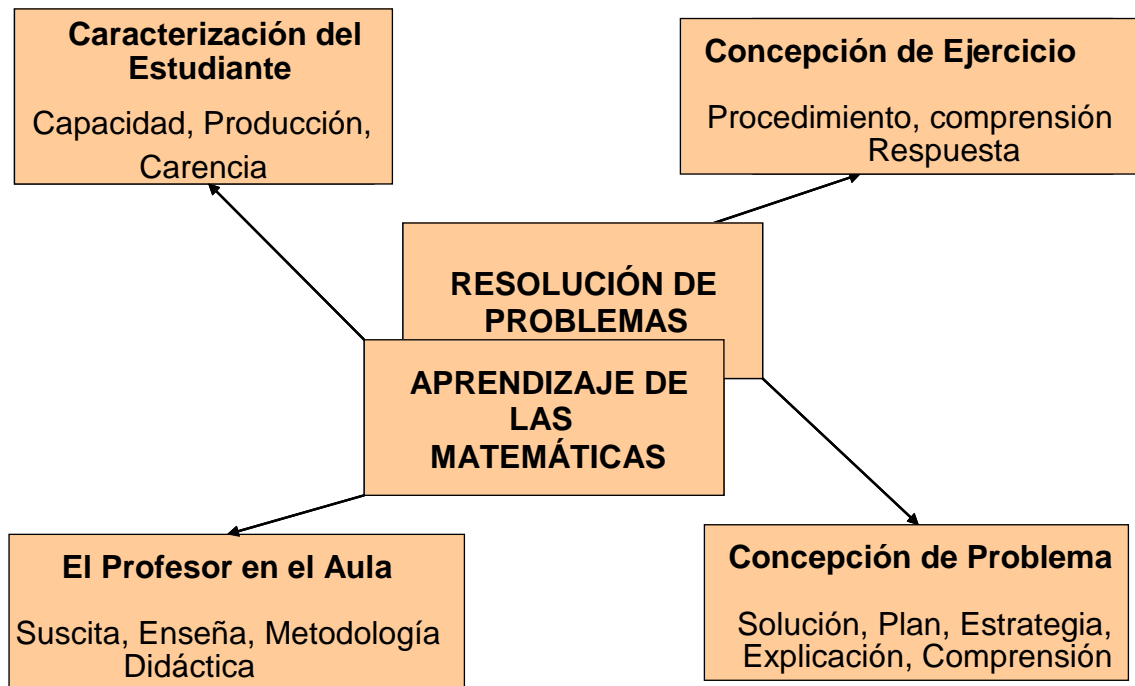 Caracterización del
Estudiante
Capacidad, Producción,
Carencia
Concepción de Ejercicio
Procedimiento, comprensión
Respuesta
RESOLUCIÓN DE
PROBLEMAS
APRENDIZAJE DE
LAS
MATEMÁTICAS
El Profesor en el Aula
Suscita, Enseña, Metodología
Didáctica
Concepción de Problema
Solución, Plan, Estrategia,
Explicación, Comprensión